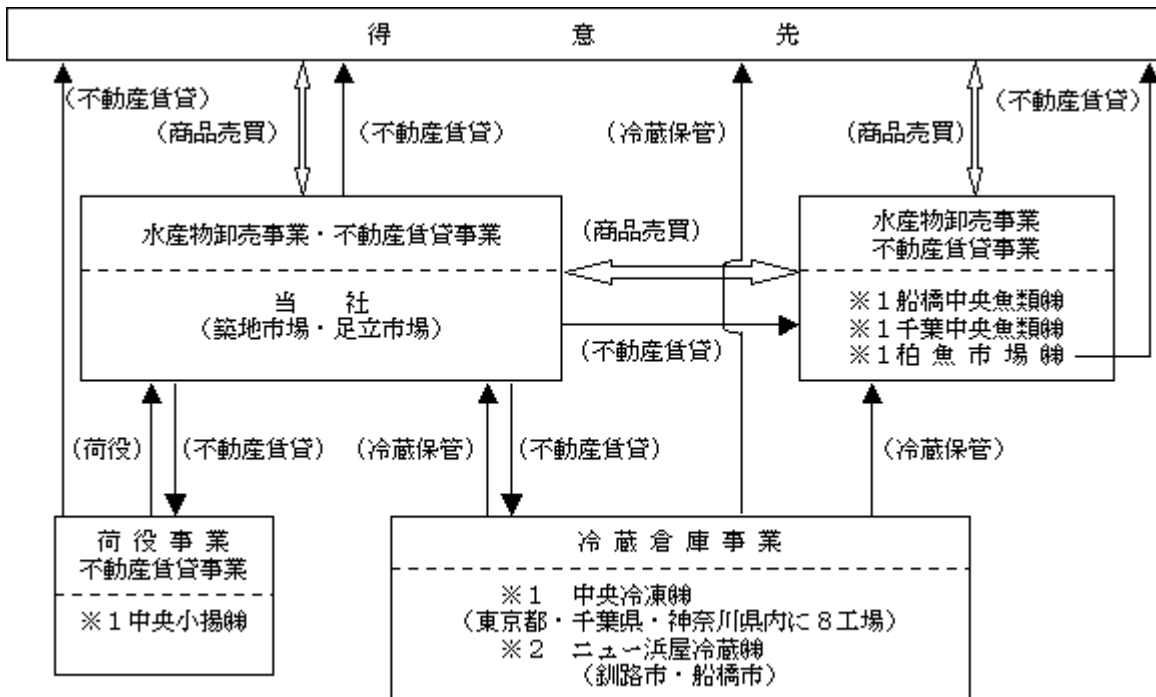 得 意 先
(不動産賃貸)
(商品売買)
(不動産賃貸)
(冷蔵保管)
(商品売買)
(不動産賃貸)
水産物卸売事業・不動産賃貸事業
当 社
(築地市場・足立市場)
(商品売買)
(不動産賃貸)
水産物卸売事業
不動産賃貸事業
※1船橋中央魚類㈱
※1千葉中央魚類㈱
※1柏魚市場㈱
(荷役)
(不動産賃貸)
(冷蔵保管)
(不動産賃貸)
(冷蔵保管)
荷役事業
不動産賃貸事業
※1中央小揚㈱
冷蔵倉庫事業
※1 中央冷凍㈱
(東京都・千葉県・神奈川県内に8工場)
※2 ニュー浜屋冷蔵㈱
(釧路市・船橋市)